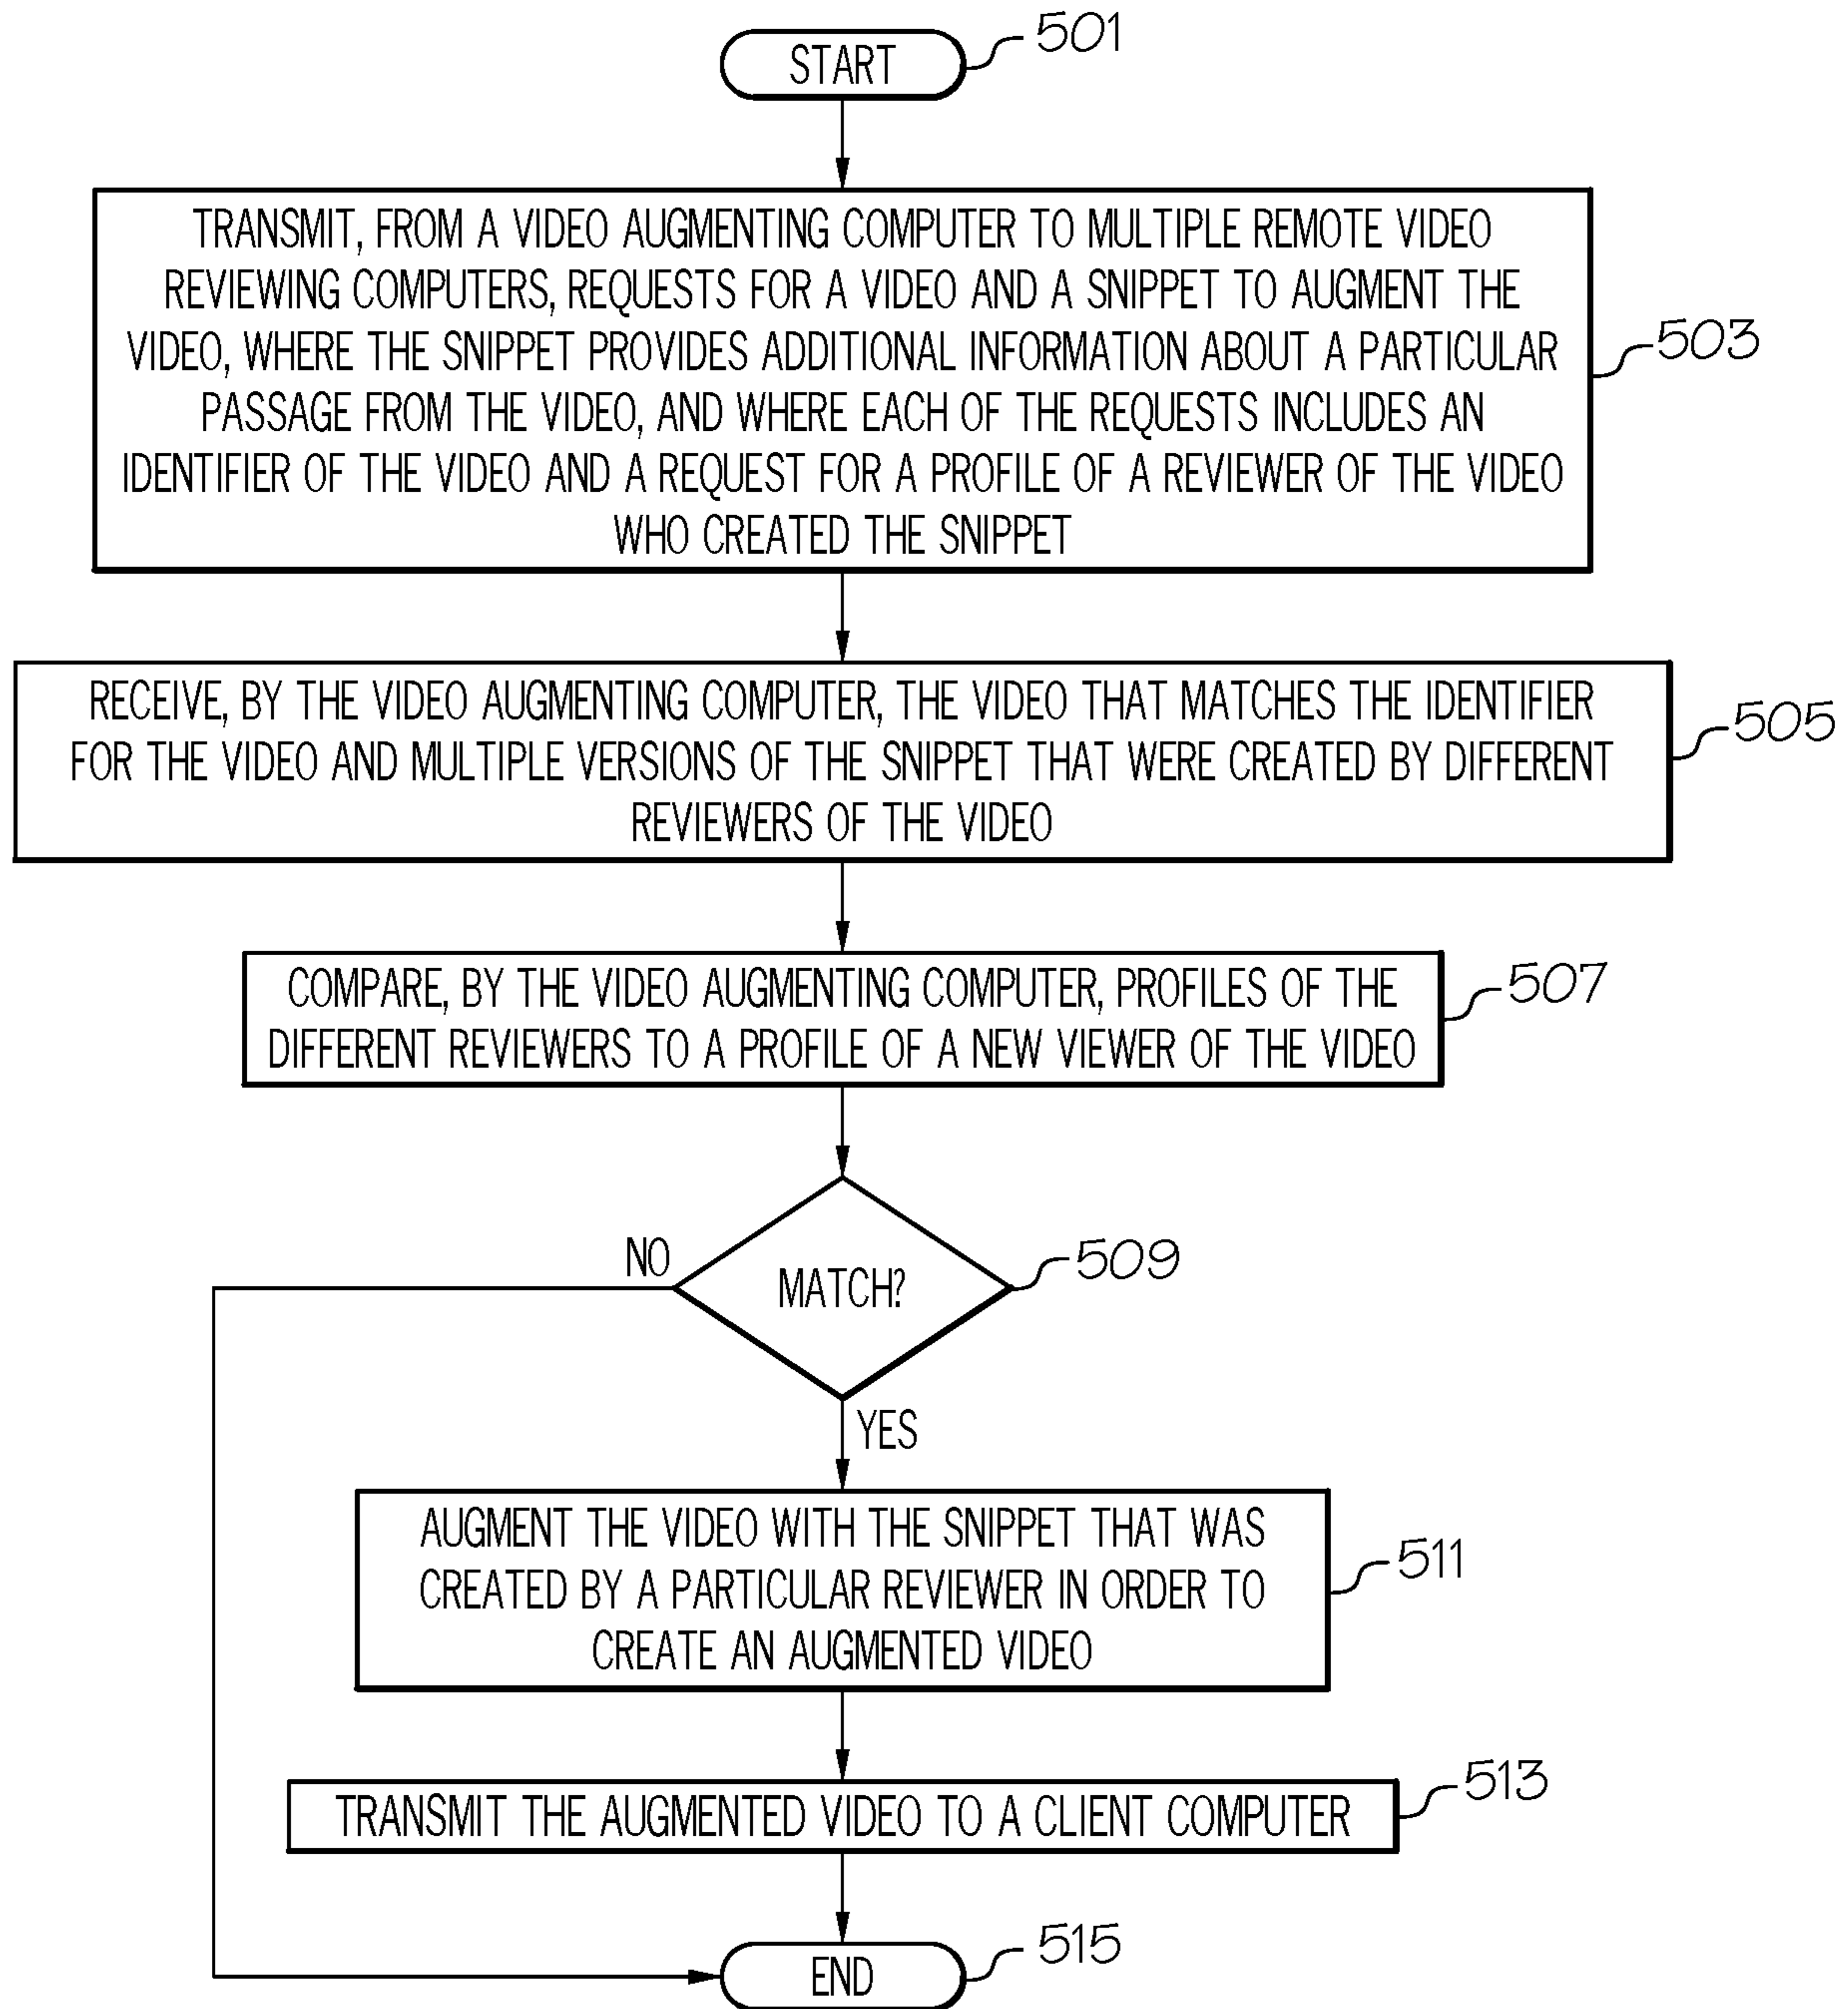 START
501
TRANSMIT, FROM A VIDEO AUGMENTING COMPUTER TO MULTIPLE REMOTE VIDEO
REVIEWING COMPUTERS, REQUESTS FOR A VIDEO AND A SNIPPET TO AUGMENT THE
VIDEO, WHERE THE SNIPPET PROVIDES ADDITIONAL INFORMATION ABOUT A PARTICULAR
PASSAGE FROM THE VIDEO, AND WHERE EACH OF THE REQUESTS INCLUDES AN
IDENTIFIER OF THE VIDEO AND A REQUEST FOR A PROFILE OF A REVIEWER OF THE VIDEO
WHO CREATED THE SNIPPET
503
RECEIVE, BY THE VIDEO AUGMENTING COMPUTER, THE VIDEO THAT MATCHES THE IDENTIFIER
FOR THE VIDEO AND MULTIPLE VERSIONS OF THE SNIPPET THAT WERE CREATED BY DIFFERENT
REVIEWERS OF THE VIDEO
505
COMPARE, BY THE VIDEO AUGMENTING COMPUTER, PROFILES OF THE
DIFFERENT REVIEWERS TO A PROFILE OF A NEW VIEWER OF THE VIDEO
507
NO
MATCH?
509
YES
AUGMENT THE VIDEO WITH THE SNIPPET THAT WAS
CREATED BY A PARTICULAR REVIEWER IN ORDER TO
CREATE AN AUGMENTED VIDEO
511
TRANSMIT THE AUGMENTED VIDEO TO A CLIENT COMPUTER
513
END
515